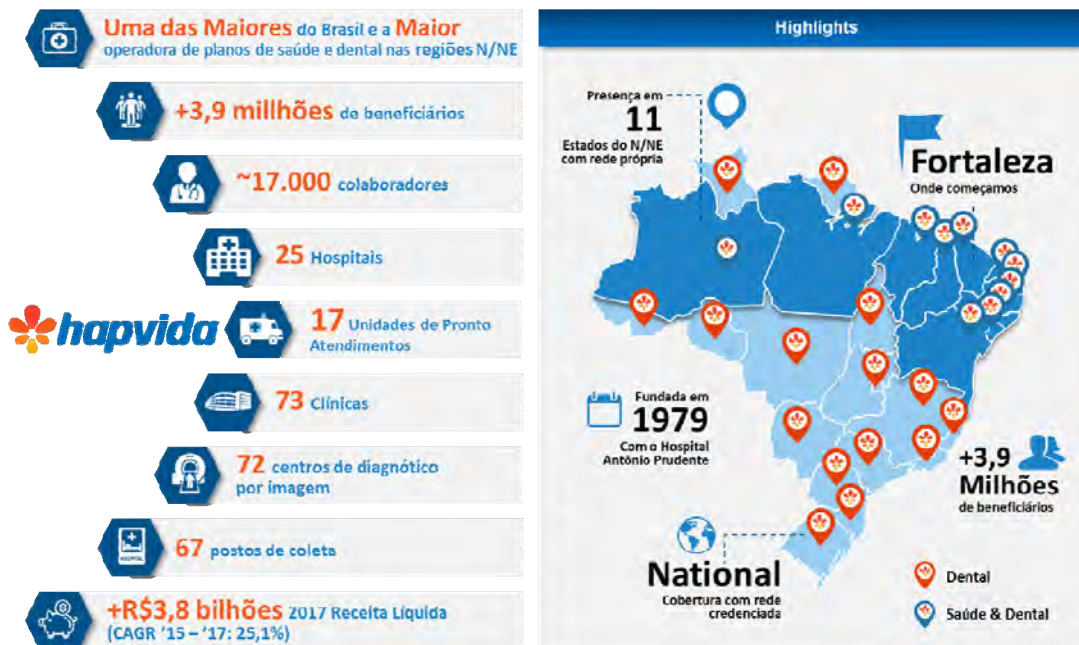 Uma das Maiores do Brasil e a Maior
operadora de planos de saúde e dental nas regiões N/NE
+3,9 millhões de beneficiários
~17.000 colaboradores
25 Hospitais
hapvida
17 Unidades de Pronto
Atendimentos
73 Clínicas
72 centros de diagnótico
por imagem
67 postos de coleta
+R$3,8 bilhões 2017 Receita Líquida
(CAGR '15 – '17: 25,1%)
Highlights
Presença em
11
Estados do N/NE
com rede própria
Fortaleza
Onde começamos
Fundada em
1979
Com o Hospital
Antônio Prudente
+3,9
Milhões
de beneficiários
National
Cobertura com rede
credenciada
Dental
Saúde & Dental